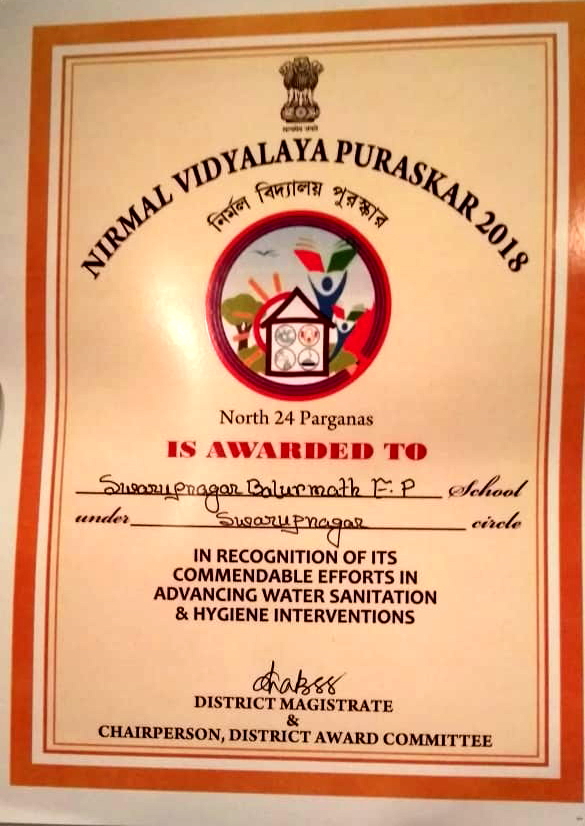 NIRMAL VIDYALAYA PURASKAR 2018
নির্মল বিদ্যালয় পুরস্কার
North 24 Parganas
IS AWARDED TO
Swarupnagar Balurmath F.P School
under Swarupnagar circle
IN RECOGNITION OF ITS
COMMENDABLE EFFORTS IN
ADVANCING WATER SANITATION
& HYGIENE INTERVENTIONS
DISTRICT MAGISTRATE
&
CHAIRPERSON, DISTRICT AWARD COMMITTEE